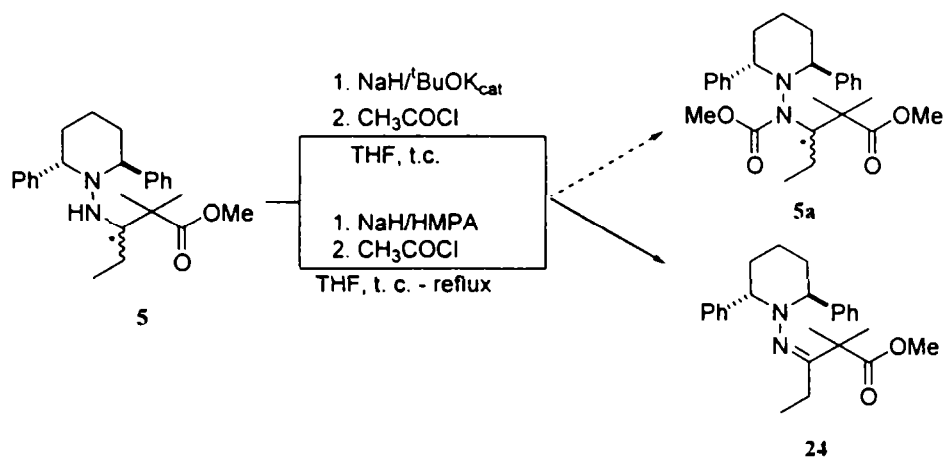 1. NaH/ᵗBuOK_cat
2. CH₃COCl
THF, t.c.
1. NaH/HMPA
2. CH₃COCl
THF, t. c. - reflux
Ph
N
Ph
HN
OMe
O
5
Ph
N
Ph
MeO
N
OMe
O
O
5a
Ph
N
Ph
N
OMe
O
24